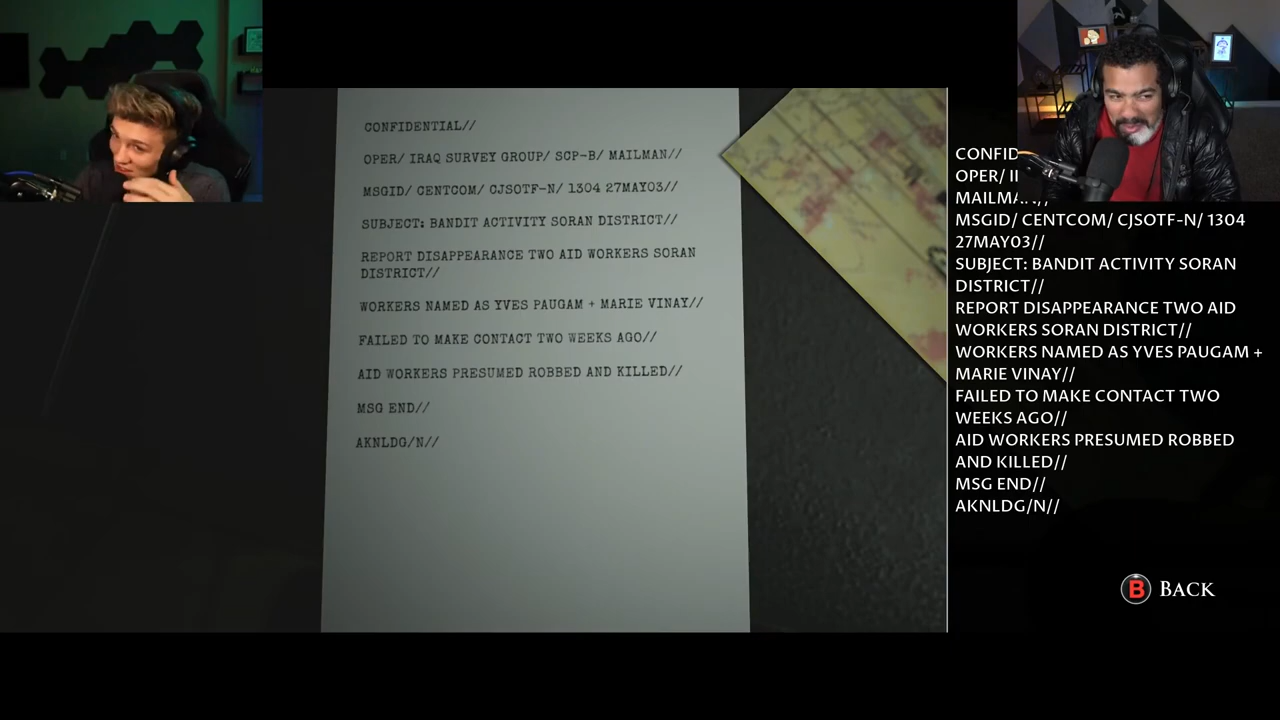 CONFIDENTIAL//
OPER/ IRAQ SURVEY GROUP/ SCP-B/ MAILMAN//
MSGID/ CENTCOM/ CJSOTF-N/ 1304 27MAY03//
SUBJECT: BANDIT ACTIVITY SORAN DISTRICT//
REPORT DISAPPEARANCE TWO AID WORKERS SORAN
DISTRICT//
WORKERS NAMED AS YVES PAUGAM + MARIE VINAY//
FAILED TO MAKE CONTACT TWO WEEKS AGO//
AID WORKERS PRESUMED ROBBED AND KILLED//
MSG END//
AKNLDG/N//
CONFID
OPER/
MAILMAN//
MSGID/ CENTCOM/ CJSOTF-N/ 1304
27MAY03//
SUBJECT: BANDIT ACTIVITY SORAN
DISTRICT//
REPORT DISAPPEARANCE TWO AID
WORKERS SORAN DISTRICT//
WORKERS NAMED AS YVES PAUGAM +
MARIE VINAY//
FAILED TO MAKE CONTACT TWO
WEEKS AGO//
AID WORKERS PRESUMED ROBBED
AND KILLED//
MSG END//
AKNLDG/N//
B BACK